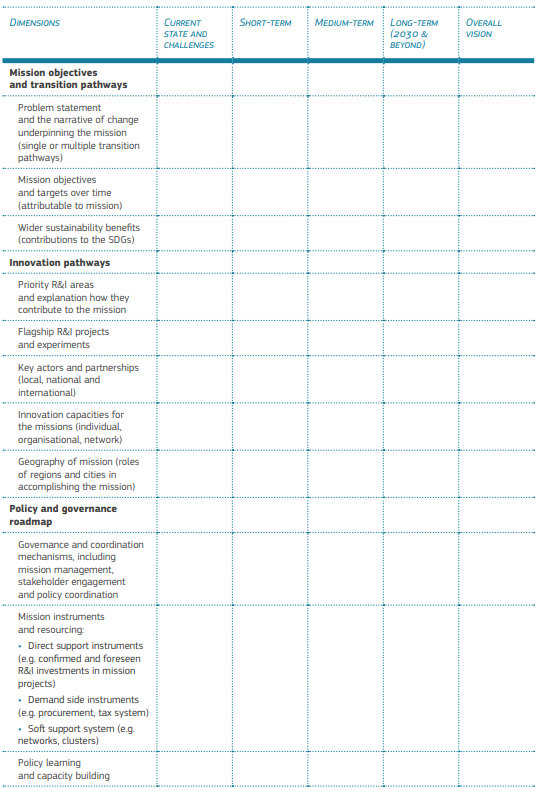 DIMENSIONS
CURRENT STATE AND CHALLENGES
SHORT-TERM
MEDIUM-TERM
LONG-TERM (2030 & BEYOND)
OVERALL VISION
Mission objectives
and transition pathways
Problem statement
and the narrative of change
underpinning the mission
(single or multiple transition
pathways)
Mission objectives
and targets over time
(attributable to mission)
Wider sustainability benefits
(contributions to the SDGs)
Innovation pathways
Priority R&I areas
and explanation how they
contribute to the mission
Flagship R&I projects
and experiments
Key actors and partnerships
(local, national and
international)
Innovation capacities for
the missions (individual,
organisational, network)
Geography of mission (roles
of regions and cities in
accomplishing the mission)
Policy and governance
roadmap
Governance and coordination
mechanisms, including
mission management,
stakeholder engagement
and policy coordination
Mission instruments
and resourcing:
• Direct support instruments
(e.g. confirmed and foreseen
R&I investments in mission
projects)
• Demand side instruments
(e.g. procurement, tax system)
• Soft support system (e.g.
networks, clusters)
Policy learning
and capacity building